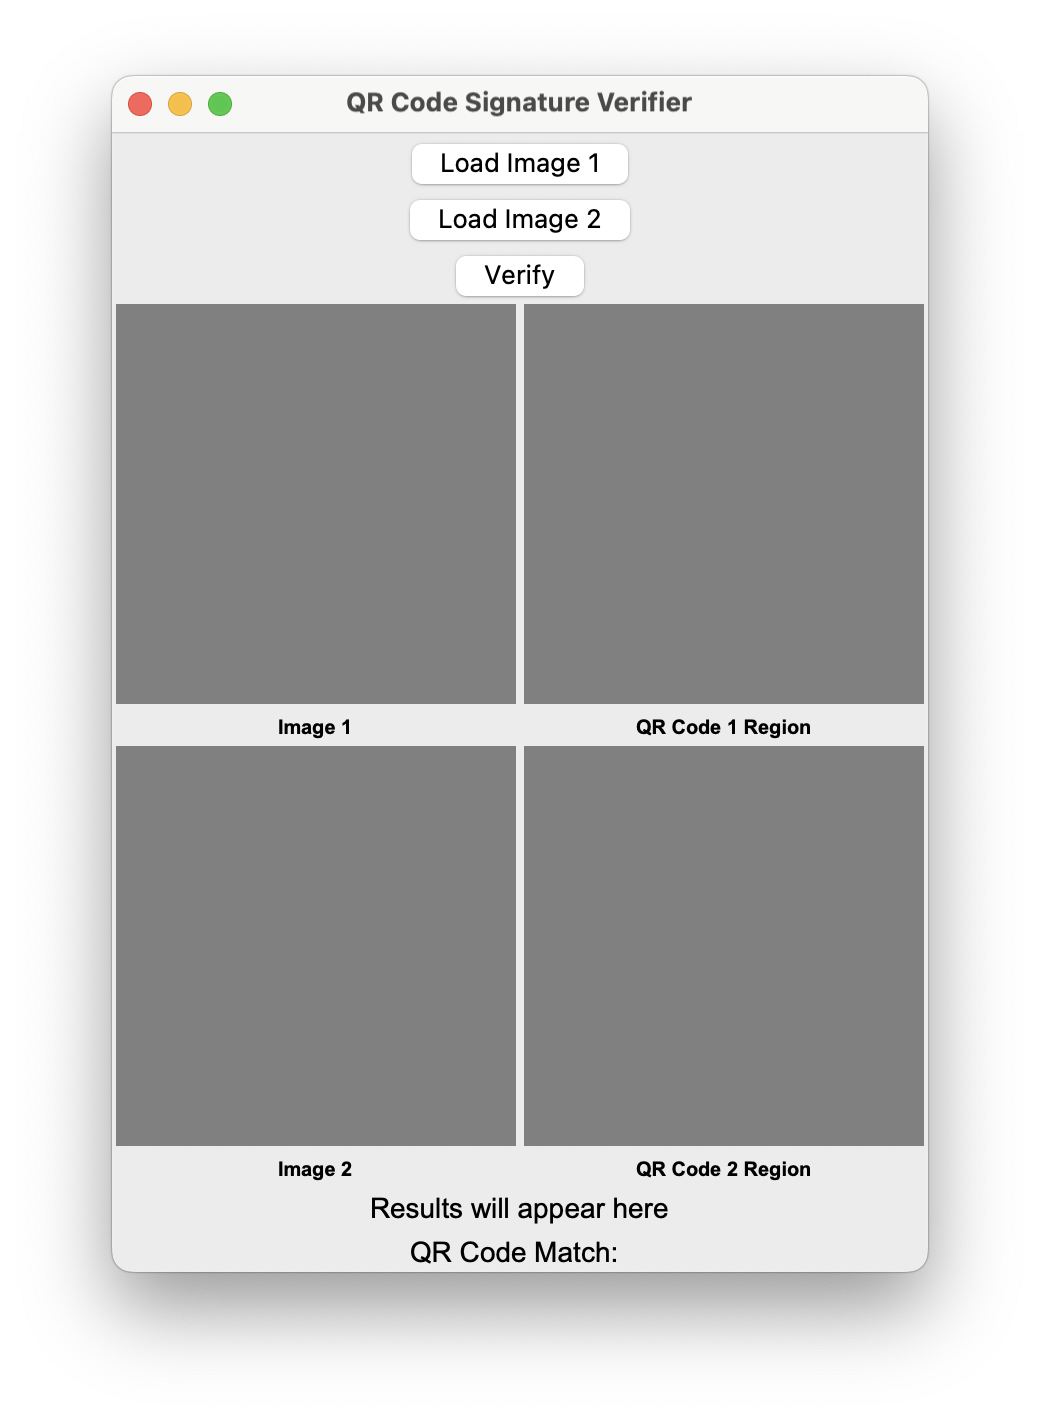 QR Code Signature Verifier
Load Image 1
Load Image 2
Verify
Image 1
QR Code 1 Region
Image 2
QR Code 2 Region
Results will appear here
QR Code Match: